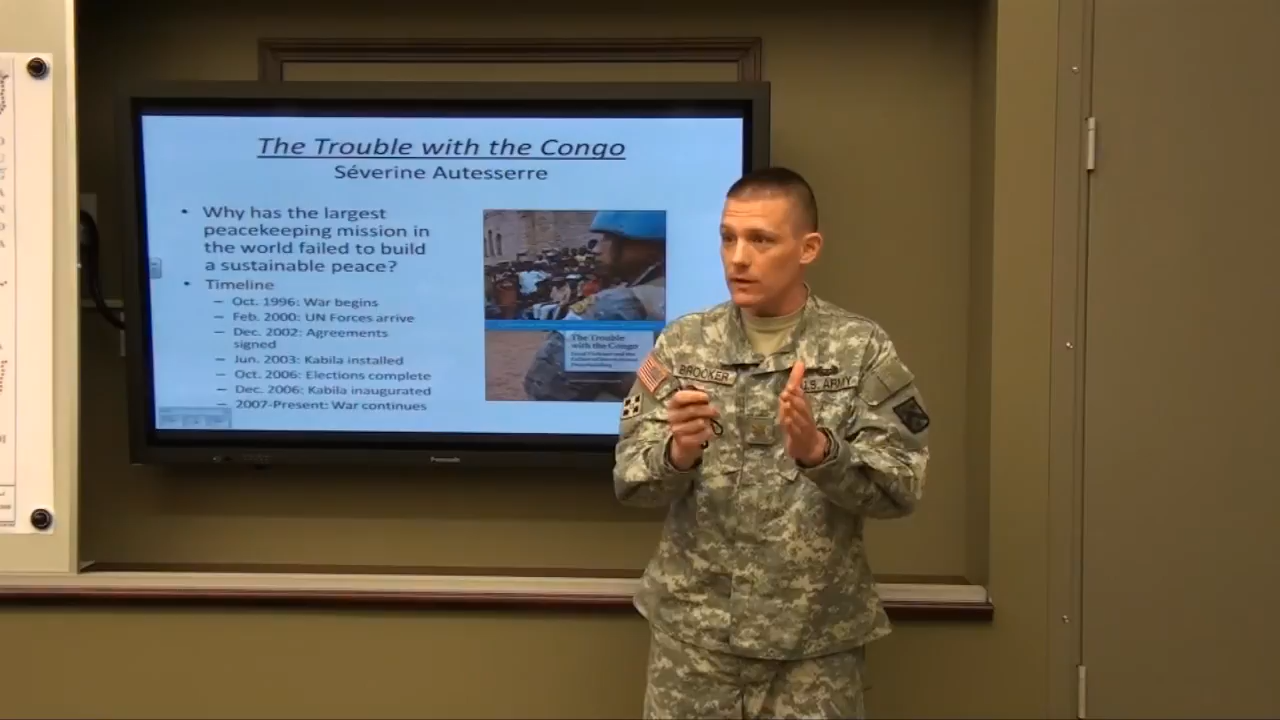 The Trouble with the Congo
Séverine Autesserre
• Why has the largest
peacekeeping mission in
the world failed to build
a sustainable peace?
• Timeline
– Oct. 1996: War begins
– Feb. 2000: UN Forces arrive
– Dec. 2002: Agreements
signed
– Jun. 2003: Kabila installed
– Oct. 2006: Elections complete
– Dec. 2006: Kabila inaugurated
– 2007-Present: War continues
The Trouble
with the Congo
Panasonic
BROOKER
U.S. ARMY